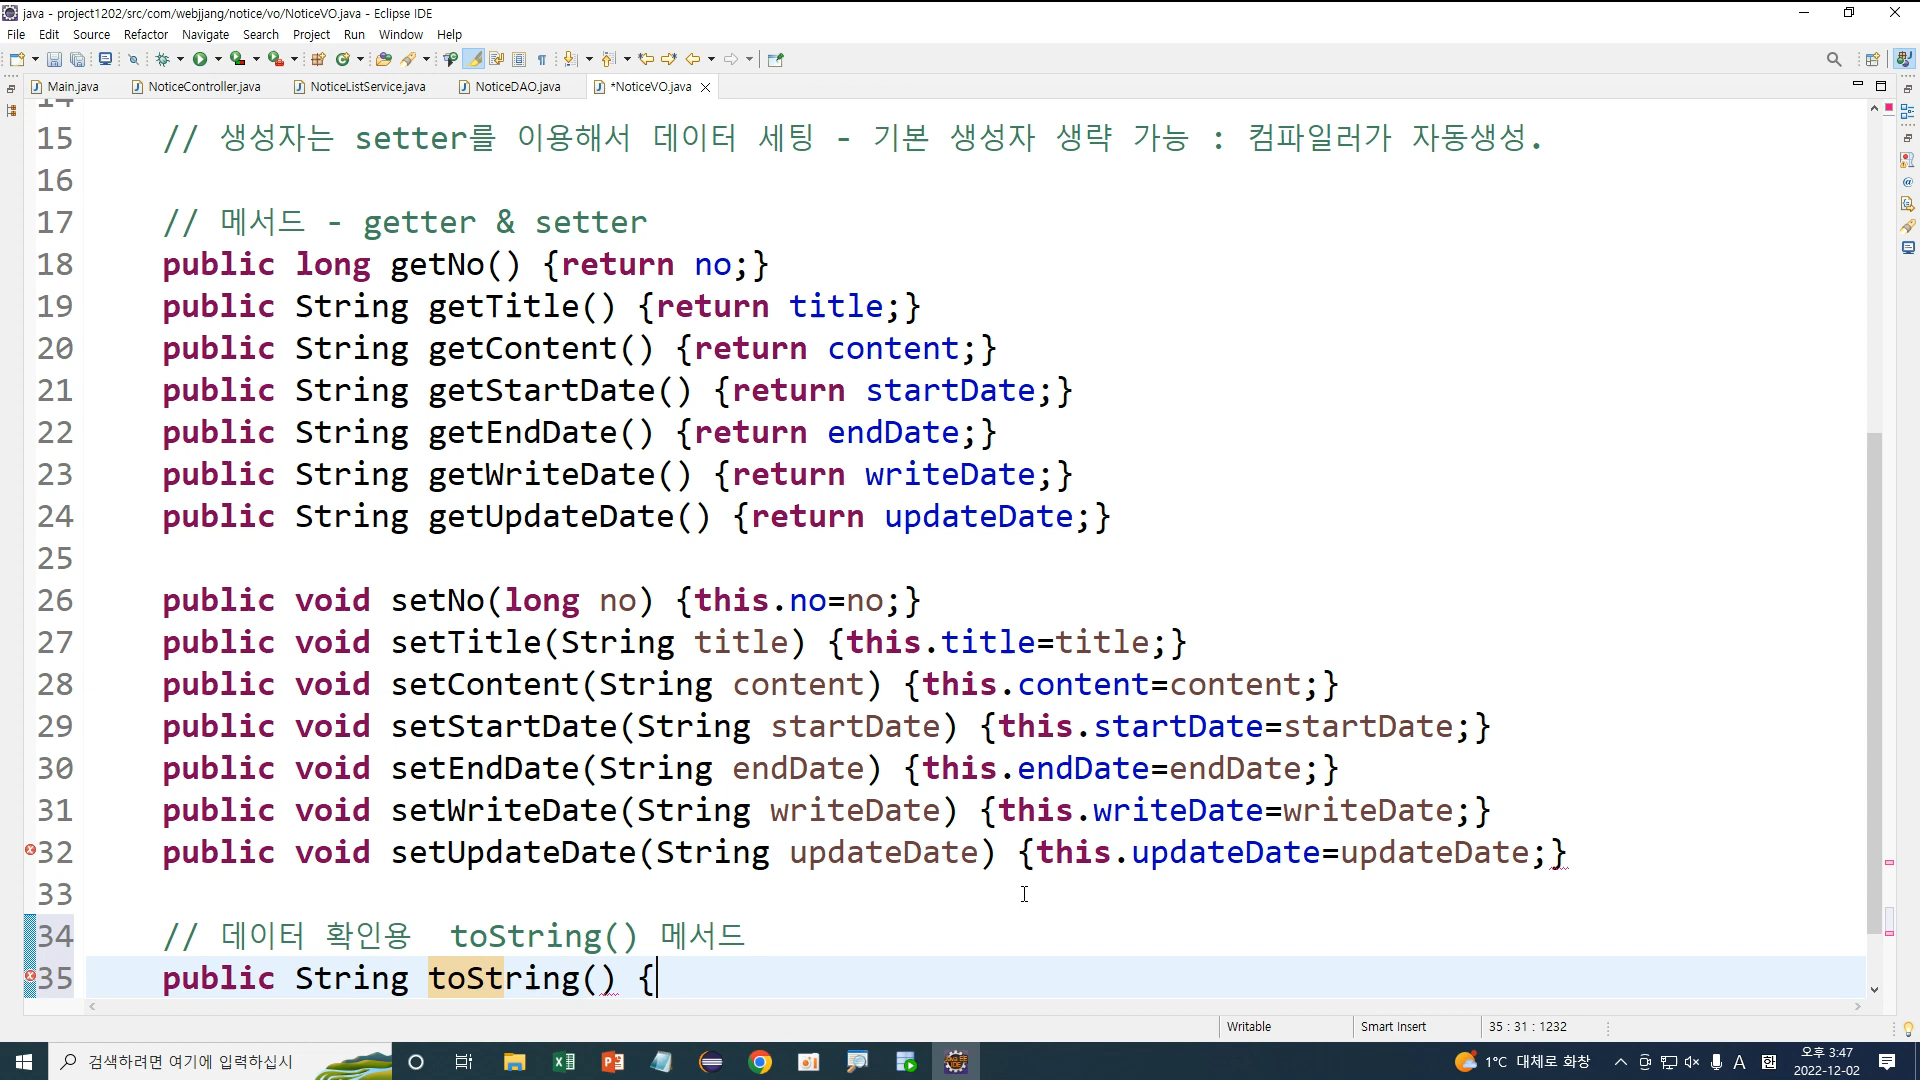 java - project1202/src/com/webjjang/notice/vo/NoticeVO.java - Eclipse IDE
File Edit Source Refactor Navigate Search Project Run Window Help
Main.java NoticeController.java NoticeListService.java NoticeDAO.java *NoticeVO.java
14
15 // 생성자는 setter를 이용해서 데이터 세팅 - 기본 생성자 생략 가능 : 컴파일러가 자동생성.
16
17 // 메서드 - getter & setter
18 public long getNo() {return no;}
19 public String getTitle() {return title;}
20 public String getContent() {return content;}
21 public String getStartDate() {return startDate;}
22 public String getEndDate() {return endDate;}
23 public String getWriteDate() {return writeDate;}
24 public String getUpdateDate() {return updateDate;}
25
26 public void setNo(long no) {this.no=no;}
27 public void setTitle(String title) {this.title=title;}
28 public void setContent(String content) {this.content=content;}
29 public void setStartDate(String startDate) {this.startDate=startDate;}
30 public void setEndDate(String endDate) {this.endDate=endDate;}
31 public void setWriteDate(String writeDate) {this.writeDate=writeDate;}
32 public void setUpdateDate(String updateDate) {this.updateDate=updateDate;}
33
34 // 데이터 확인용  toString() 메서드
35 public String toString() {
Writable Smart Insert 35 : 31 : 1232
검색하려면 여기에 입력하십시 1°C 대체로 화창 A 오후 3:47
2022-12-02